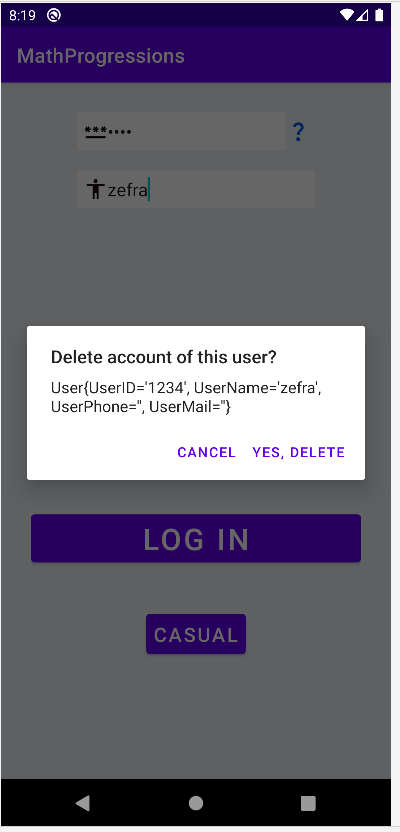 8:19
MathProgressions
***••••
?
zefra
Delete account of this user?
User{UserID='1234', UserName='zefra',
UserPhone='', UserMail=''}
CANCEL YES, DELETE
LOG IN
CASUAL